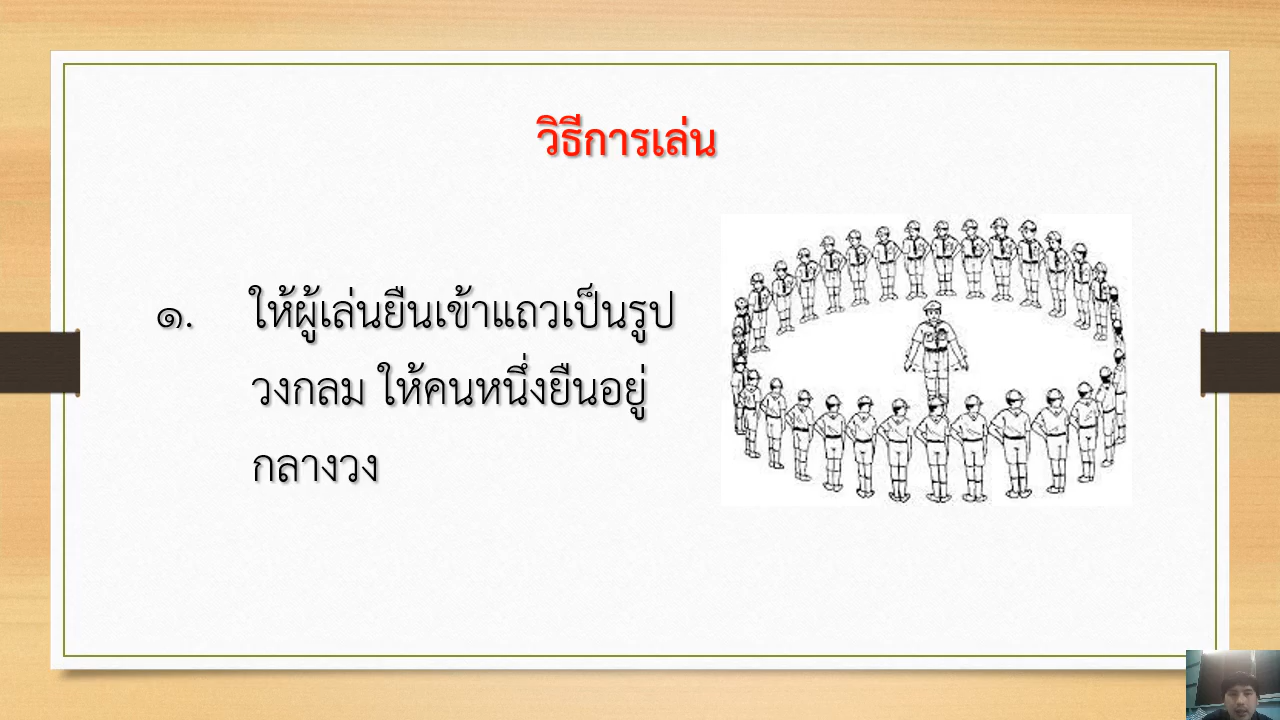 วิธีการเล่น
๑. ให้ผู้เล่นยืนเข้าแถวเป็นรูป
วงกลม ให้คนหนึ่งยืนอยู่
กลางวง